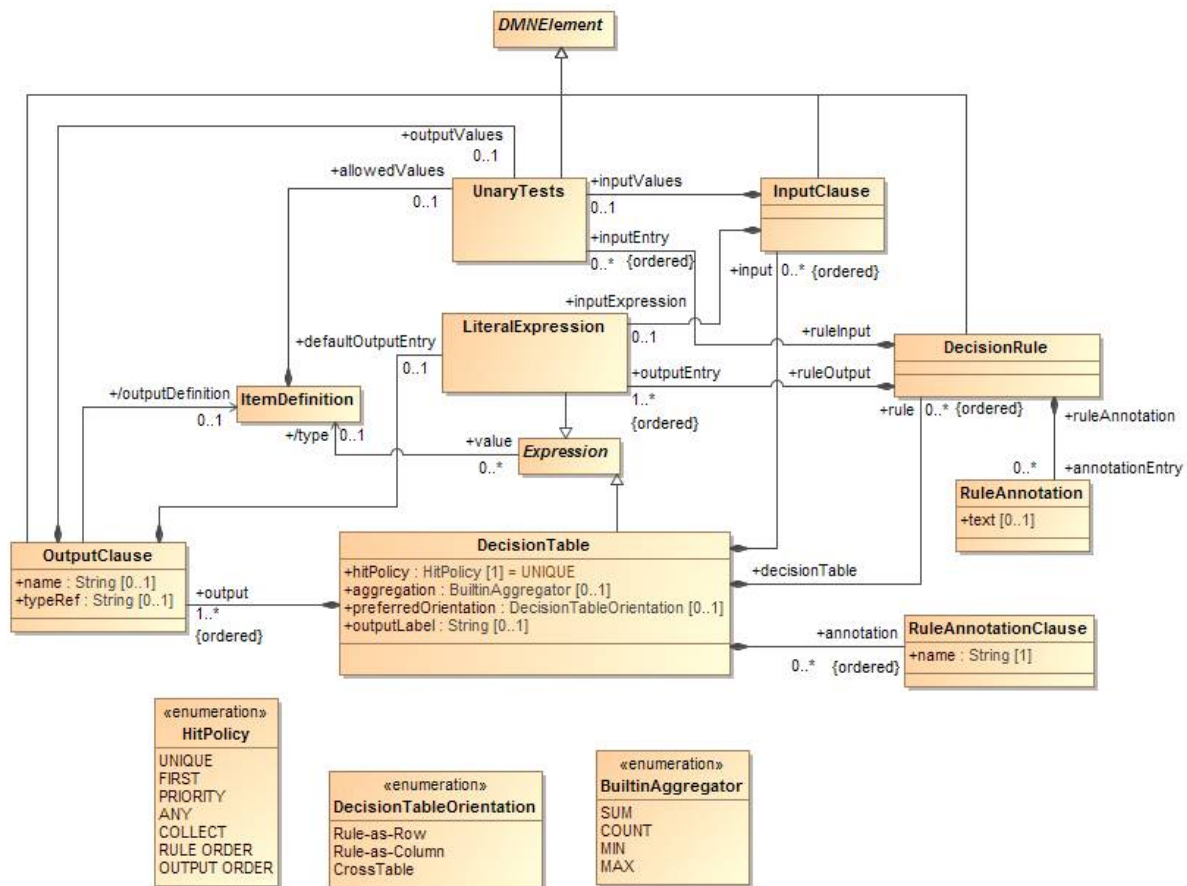 DMNElement
+outputValues
0..1
+allowedValues
0..1
UnaryTests
+inputValues
0..1
InputClause
+inputEntry
0..* {ordered}
+input 0..* {ordered}
+inputExpression
0..1
LiteralExpression
+defaultOutputEntry
0..1
+ruleInput
DecisionRule
+outputEntry
1..*
{ordered}
+ruleOutput
+rule 0..* {ordered}
+/outputDefinition
0..1
ItemDefinition
+/type 0..1
+value
0..*
Expression
+ruleAnnotation
0..*
+annotationEntry
RuleAnnotation
+text [0..1]
OutputClause
+name : String [0..1]
+typeRef : String [0..1]
+output
1..*
{ordered}
DecisionTable
+hitPolicy : HitPolicy [1] = UNIQUE
+aggregation : BuiltinAggregator [0..1]
+preferredOrientation : DecisionTableOrientation [0..1]
+outputLabel : String [0..1]
+decisionTable
+annotation
0..* {ordered}
RuleAnnotationClause
+name : String [1]
«enumeration»
HitPolicy
UNIQUE
FIRST
PRIORITY
ANY
COLLECT
RULE ORDER
OUTPUT ORDER
«enumeration»
DecisionTableOrientation
Rule-as-Row
Rule-as-Column
CrossTable
«enumeration»
BuiltinAggregator
SUM
COUNT
MIN
MAX